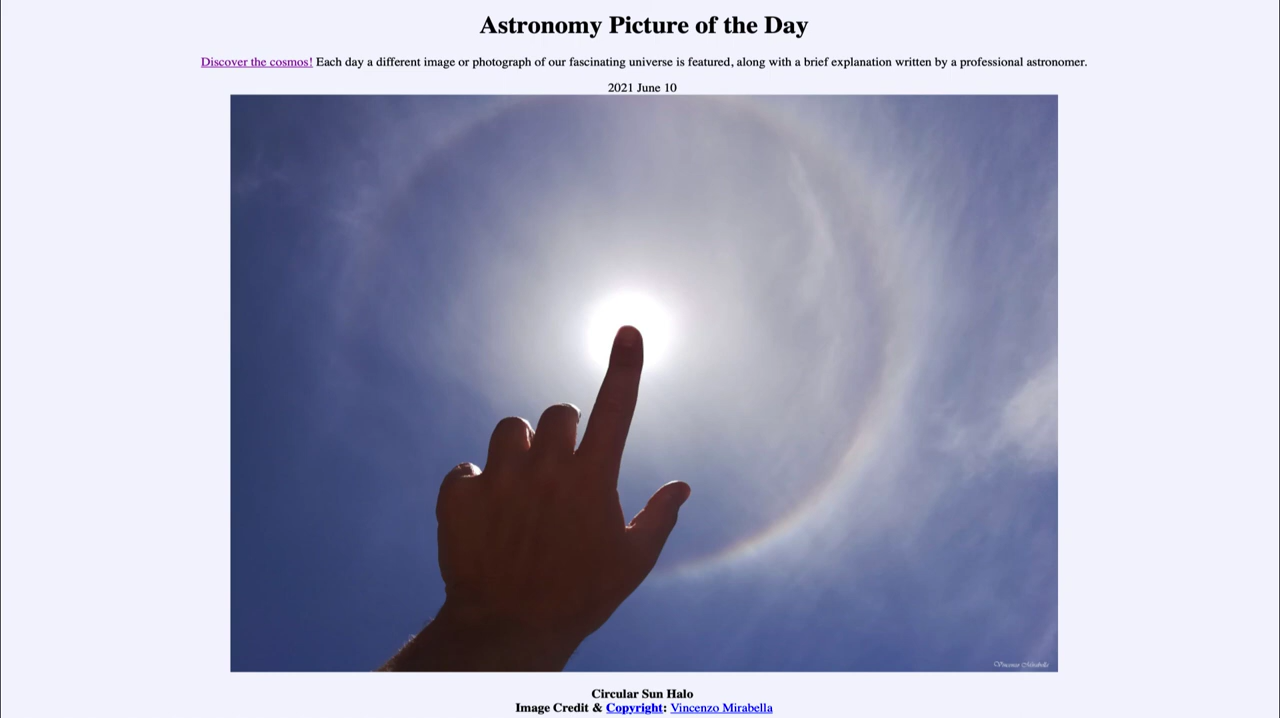 Astronomy Picture of the Day
Discover the cosmos! Each day a different image or photograph of our fascinating universe is featured, along with a brief explanation written by a professional astronomer.
2021 June 10
Vincenzo Mirabella
Circular Sun Halo
Image Credit & Copyright: Vincenzo Mirabella